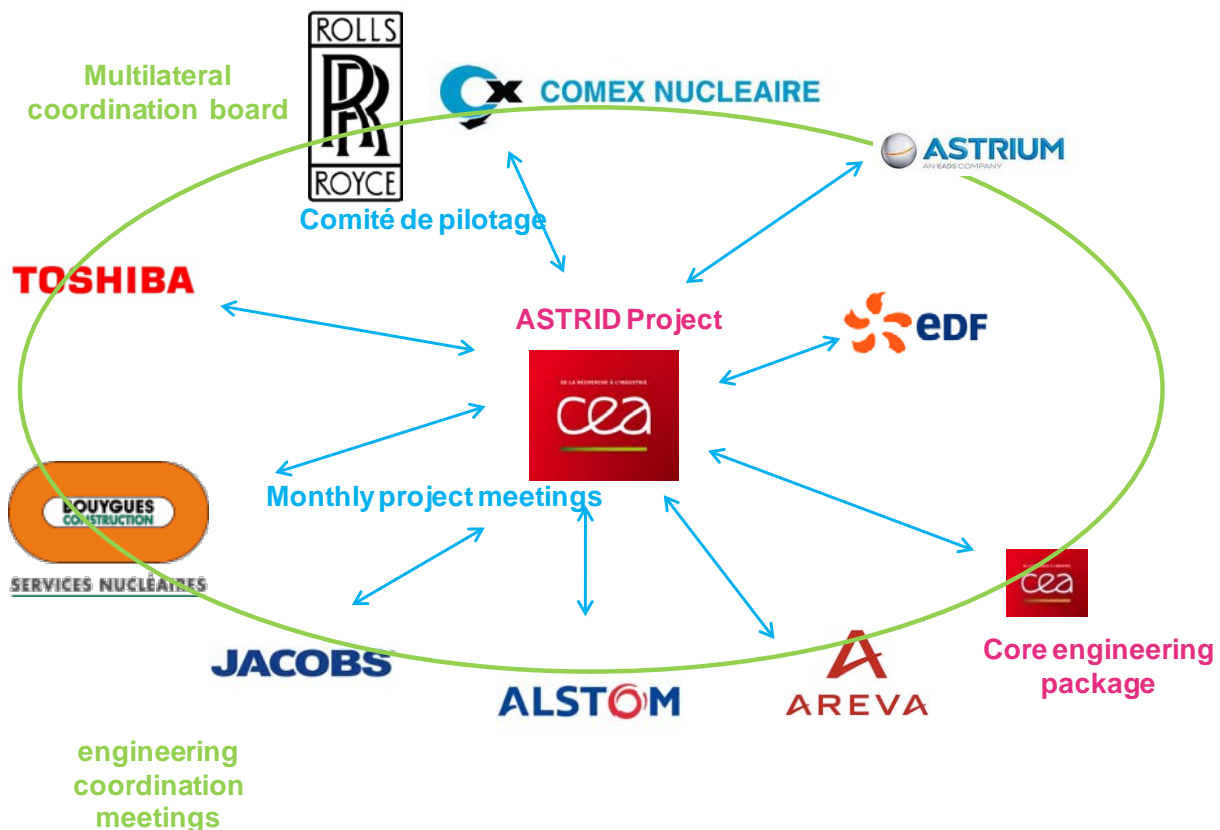 ROLLS
RR
ROYCE
Multilateral
coordination board
COMEX NUCLEAIRE
ASTRIUM
AN EADS COMPANY
Comité de pilotage
TOSHIBA
ASTRID Project
eDF
DE LA RECHERCHE À L'INDUSTRIE
cea
BOUYGUES
CONSTRUCTION
SERVICES NUCLÉAIRES
Monthly project meetings
cea
JACOBS
ALSTOM
AREVA
Core engineering
package
engineering
coordination
meetings